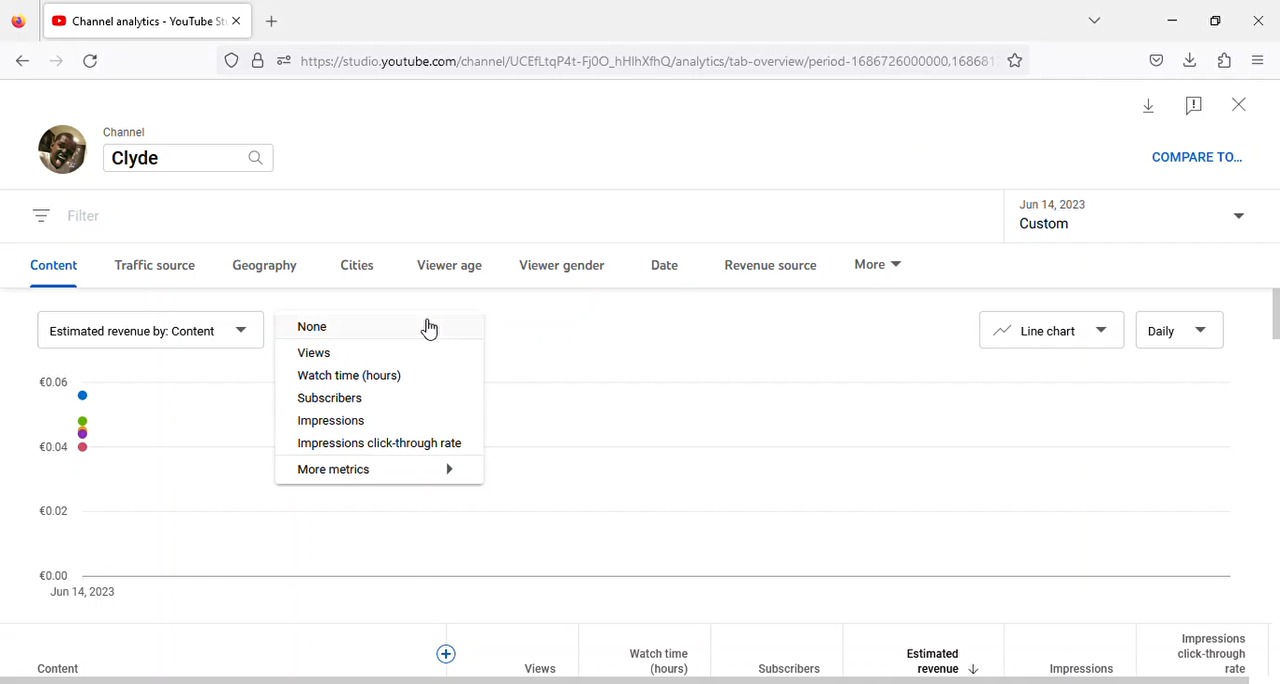 Channel analytics - YouTube St
https://studio.youtube.com/channel/UCEfLtqP4t-Fj0O_hHlhXfhQ/analytics/tab-overview/period-1686726000000,168681
Channel
Clyde
COMPARE TO...
Filter
Jun 14, 2023
Custom
Content
Traffic source
Geography
Cities
Viewer age
Viewer gender
Date
Revenue source
More
Estimated revenue by: Content
None
Views
Watch time (hours)
Subscribers
Impressions
Impressions click-through rate
More metrics
Line chart
Daily
€0.06
€0.04
€0.02
€0.00
Jun 14, 2023
Content
Views
Watch time
(hours)
Subscribers
Estimated
revenue
Impressions
Impressions
click-through
rate